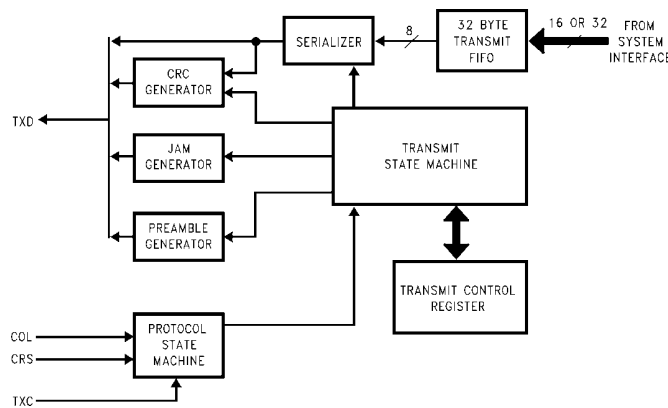 16 OR 32
FROM
SYSTEM
INTERFACE
32 BYTE
TRANSMIT
FIFO
8
SERIALIZER
CRC
GENERATOR
TXD
JAM
GENERATOR
TRANSMIT
STATE MACHINE
PREAMBLE
GENERATOR
TRANSMIT CONTROL
REGISTER
PROTOCOL
STATE
MACHINE
COL
CRS
TXC